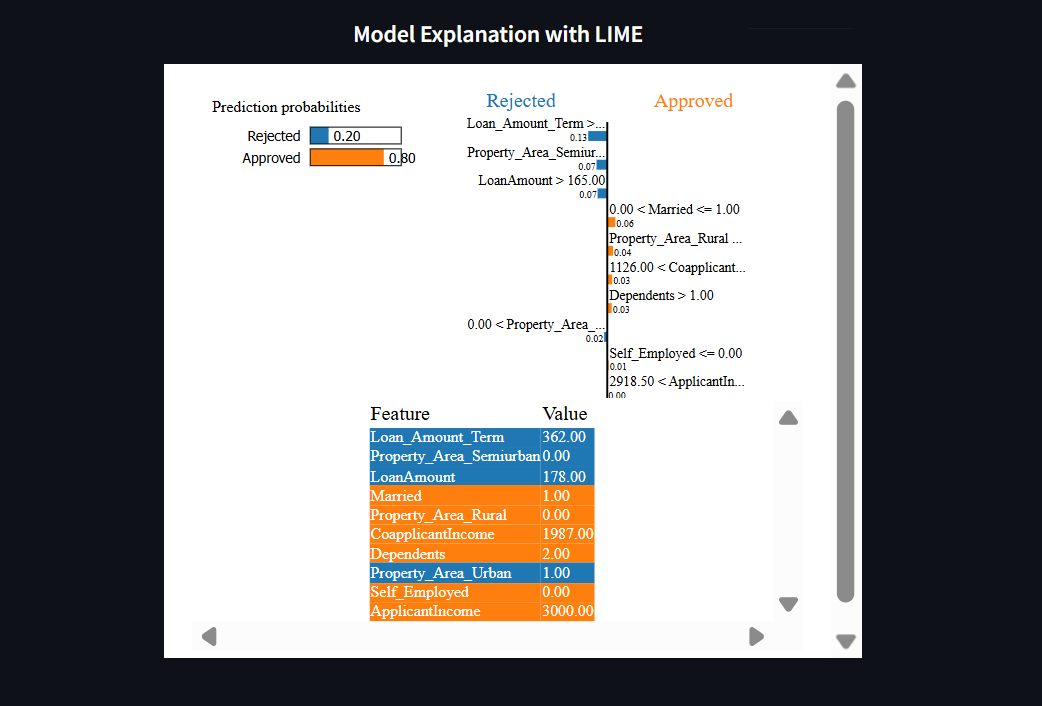 Model Explanation with LIME
Prediction probabilities
Rejected 0.20
Approved 0.80
Rejected Approved
Loan_Amount_Term >...
0.13
Property_Area_Semiur...
0.07
LoanAmount > 165.00
0.07
0.00 < Married <= 1.00
0.06
Property_Area_Rural ...
0.04
1126.00 < Coapplicant...
0.03
Dependents > 1.00
0.03
0.00 < Property_Area_...
0.02
Self_Employed <= 0.00
0.01
2918.50 < ApplicantIn...
0.00
Feature Value
Loan_Amount_Term 362.00
Property_Area_Semiurban 0.00
LoanAmount 178.00
Married 1.00
Property_Area_Rural 0.00
CoapplicantIncome 1987.00
Dependents 2.00
Property_Area_Urban 1.00
Self_Employed 0.00
ApplicantIncome 3000.00